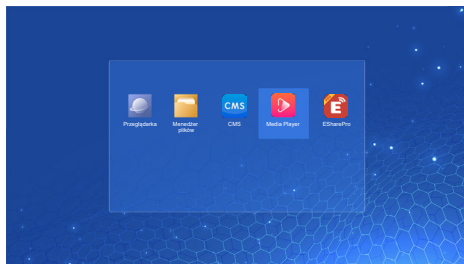 CMS
E
Przeglądarka
Menedżer
plików
CMS
Media Player
ESharePro